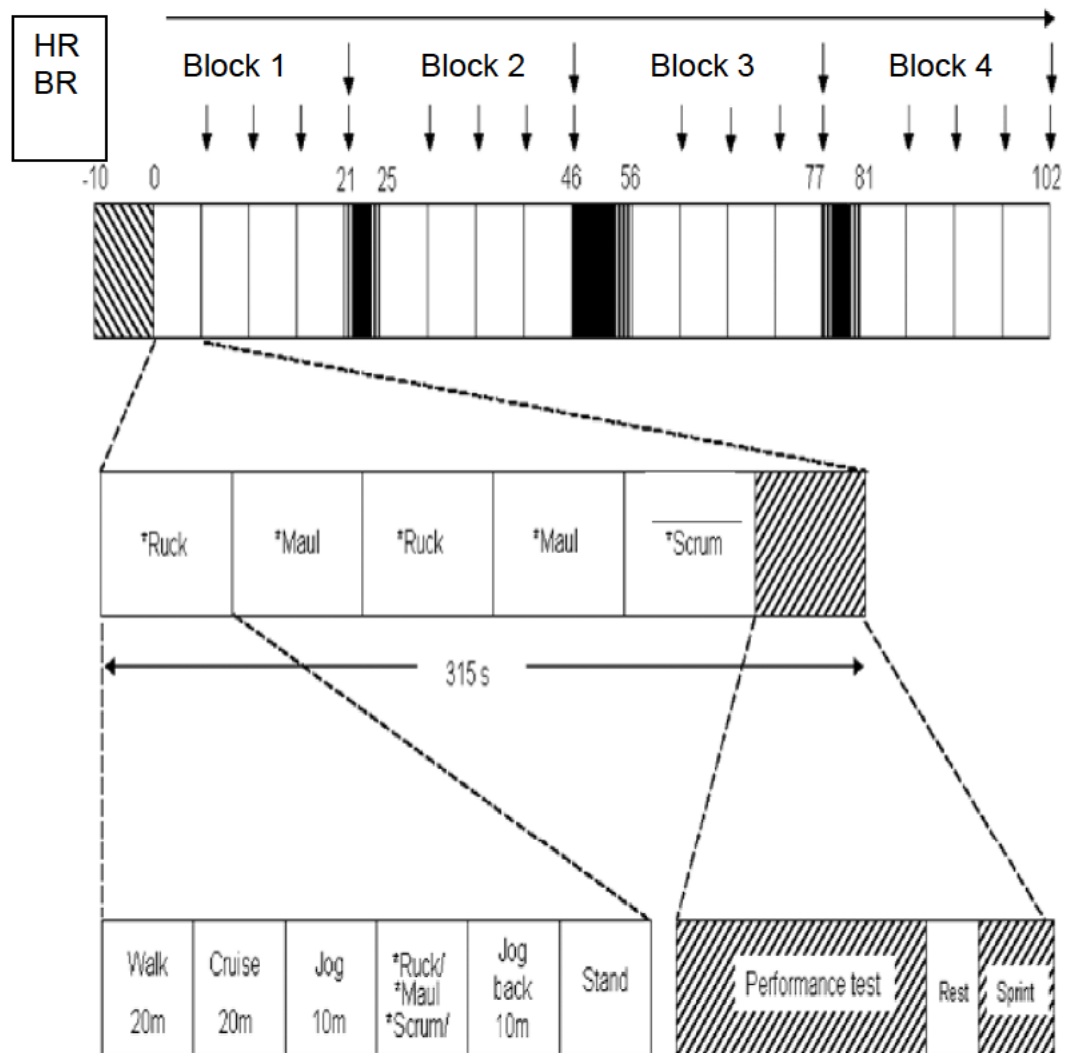 HR
BR
Block 1 Block 2 Block 3 Block 4
-10 0 21 25 46 56 77 81 102
*Ruck *Maul *Ruck *Maul *Scrum
315 s
Walk
20m
Cruise
20m
Jog
10m
*Ruck/
*Maul
*Scrum/
Jog
back
10m
Stand
Performance test
Rest
Sprint